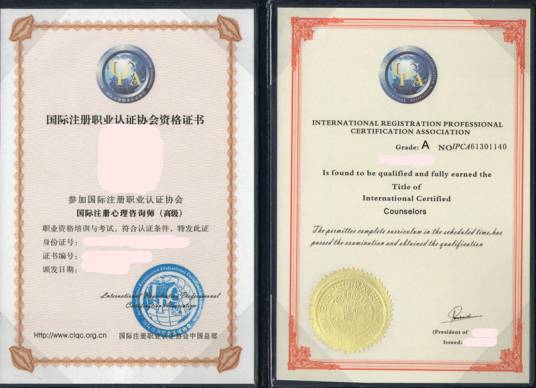 国际注册职业认证协会资格证书
参加国际注册职业认证协会
国际注册心理咨询师（高级）
职业资格培训与考试，符合认证条件，特发此证
身份证号：
证书编号：
颁发日期：
International Professional
Certification Association
Http://www.ciqc.org.cn 国际注册职业认证协会中国总部
INTERNATIONAL REGISTRATION PROFESSIONAL
CERTIFICATION ASSOCIATION
Grade: A NOIPCA61301140
Is found to be qualified and fully earned the
Title of
International Certified
Counselors
The permittee complete curriculum in the scheduled time,has
passed the examination and obtained the qualification
(President of
Issued: